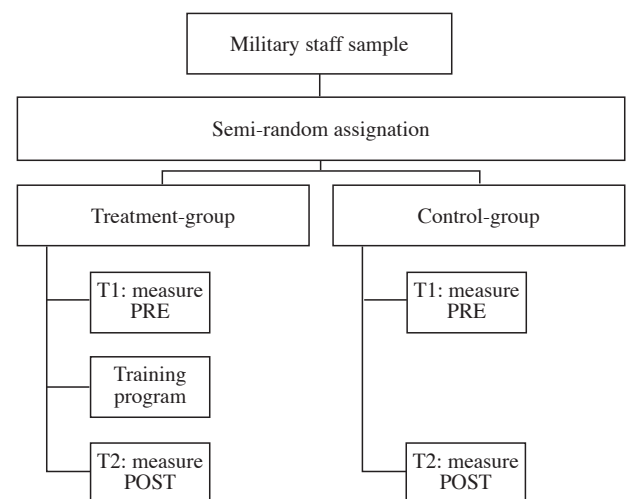 Military staff sample
Semi-random assignation
Treatment-group
Control-group
T1: measure
PRE
T1: measure
PRE
Training
program
T2: measure
POST
T2: measure
POST